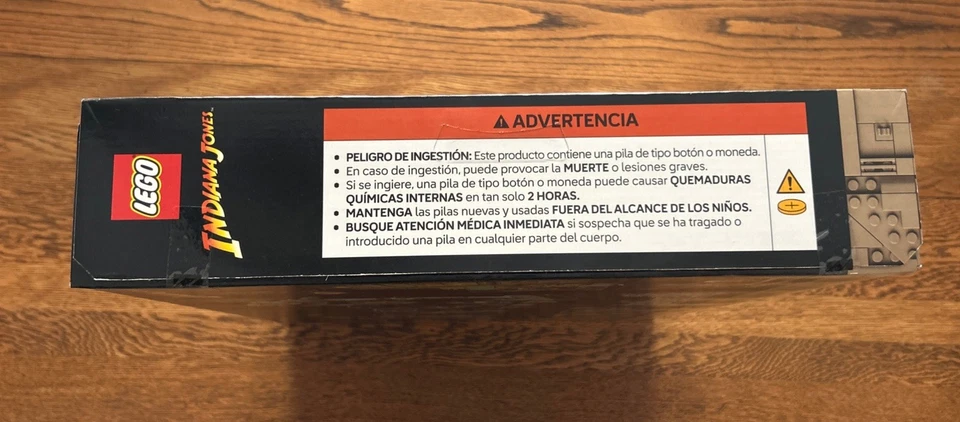 LEGO
INDIANA JONES™
⚠ ADVERTENCIA
• PELIGRO DE INGESTIÓN: Este producto contiene una pila de tipo botón o moneda.
• En caso de ingestión, puede provocar la MUERTE o lesiones graves.
• Si se ingiere, una pila de tipo botón o moneda puede causar QUEMADURAS
QUÍMICAS INTERNAS en tan solo 2 HORAS.
• MANTENGA las pilas nuevas y usadas FUERA DEL ALCANCE DE LOS NIÑOS.
• BUSQUE ATENCIÓN MÉDICA INMEDIATA si sospecha que se ha tragado o
introducido una pila en cualquier parte del cuerpo.